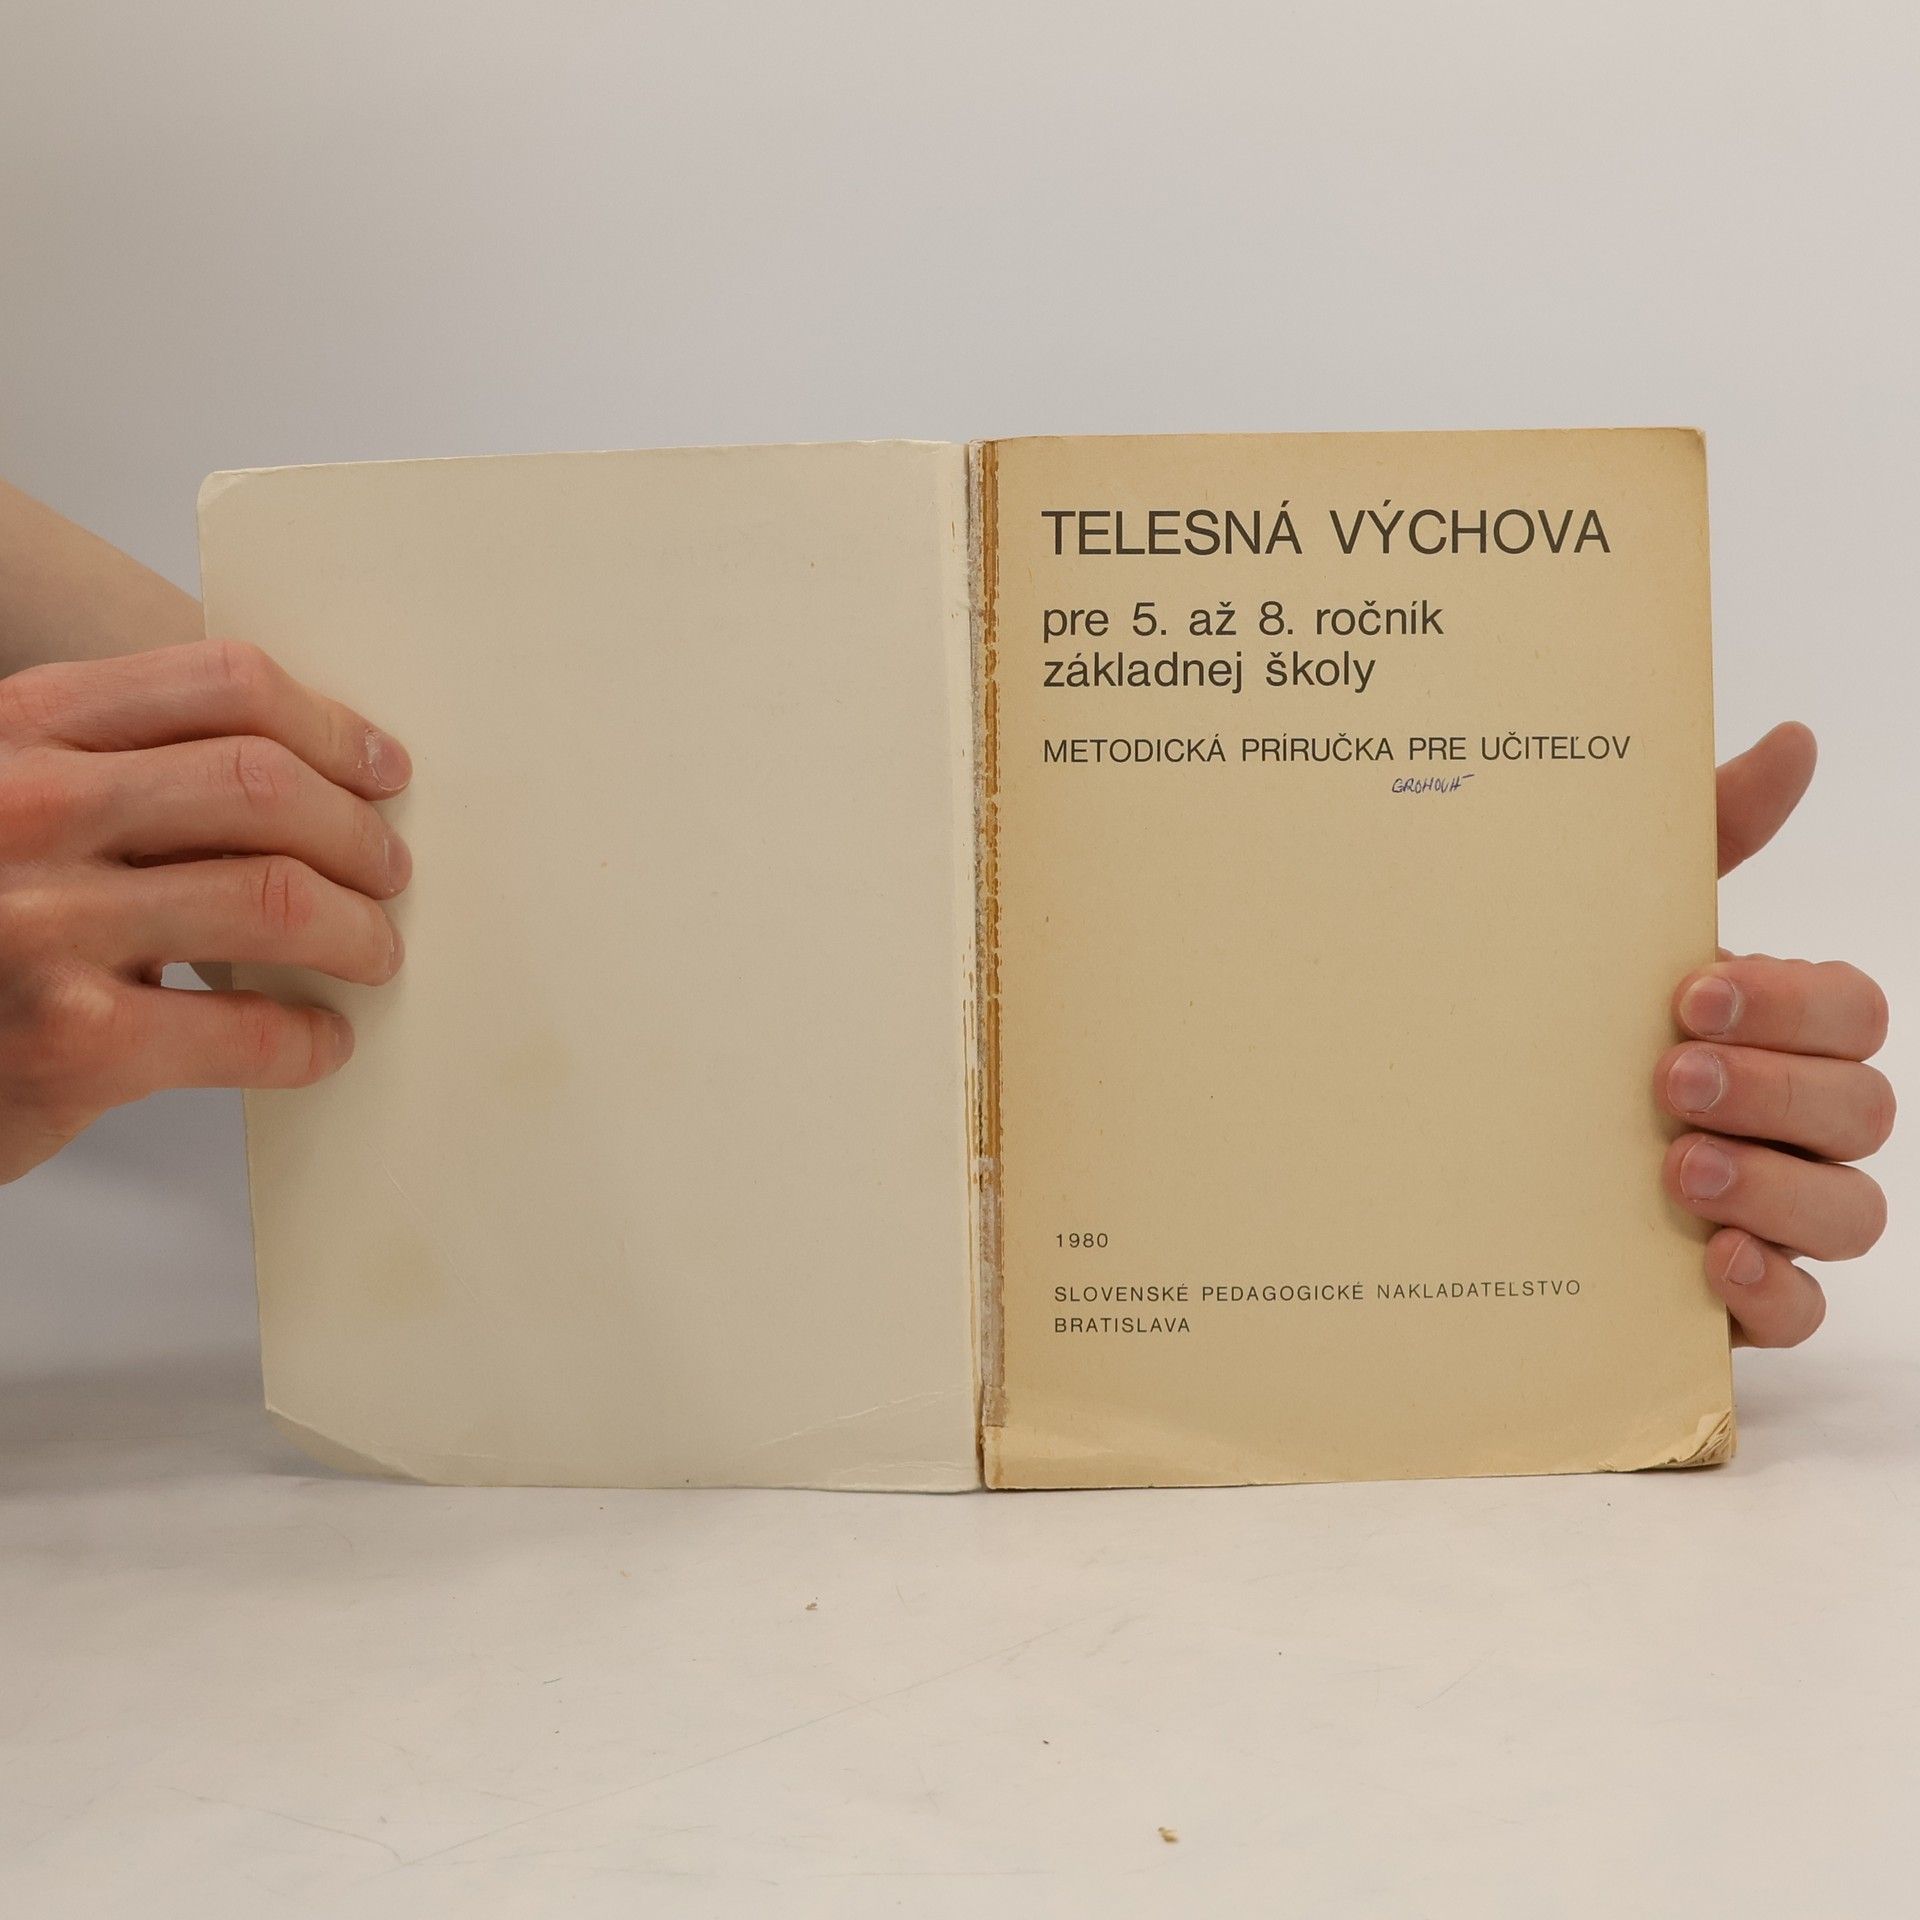 TELESNÁ VÝCHOVA
pre 5. až 8. ročník
základnej školy
METODICKÁ PRÍRUČKA PRE UČITEĽOV
1980
SLOVENSKÉ PEDAGOGICKÉ NAKLADATEĽSTVO
BRATISLAVA